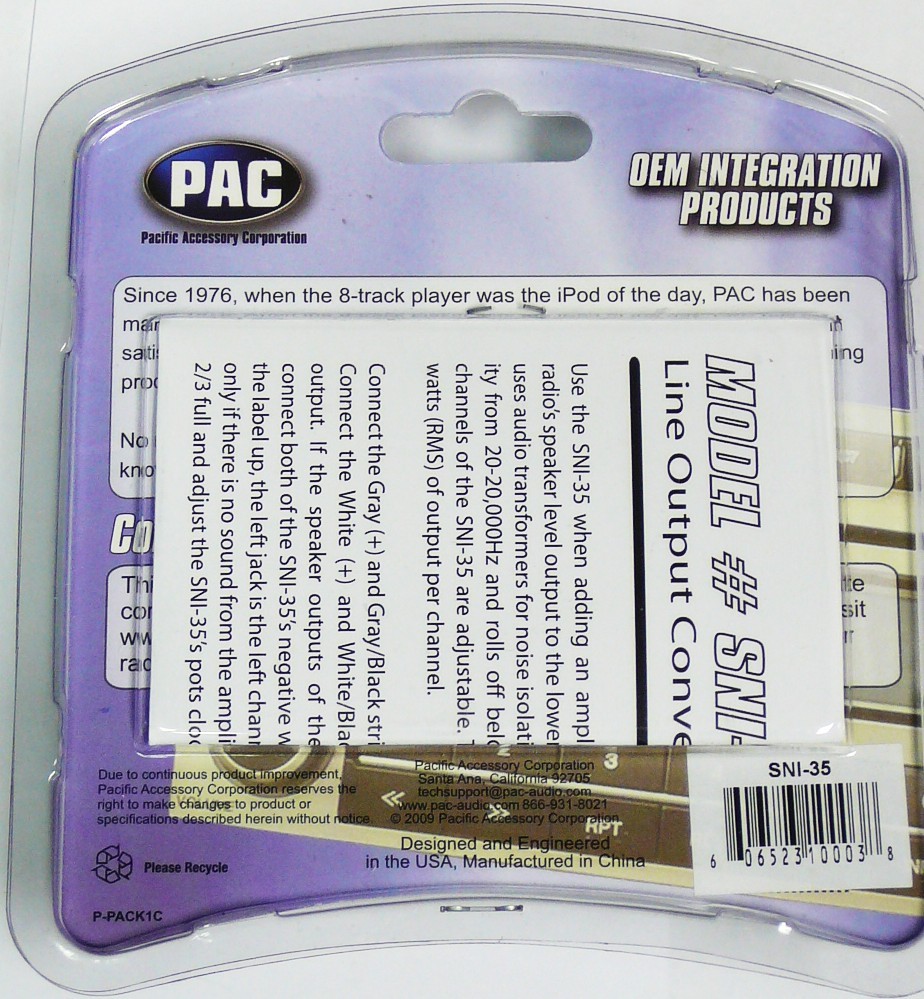 PAC
Pacific Accessory Corporation
OEM INTEGRATION
PRODUCTS
Since 1976, when the 8-track player was the iPod of the day, PAC has been
MODEL # SNI-
Line Output Conve
Use the SNI-35 when adding an ampl
radio's speaker level output to the lower
uses audio transformers for noise isolati
ity from 20-20,000Hz and rolls off belo
channels of the SNI-35 are adjustable. T
watts (RMS) of output per channel.
Connect the Gray (+) and Gray/Black stri
Connect the White (+) and White/Blac
output. If the speaker outputs of the
connect both of the SNI-35's negative w
the label up, the left jack is the left chann
only if there is no sound from the ampli
2/3 full and adjust the SNI-35's pots cloc
Due to continuous product improvement,
Pacific Accessory Corporation reserves the
right to make changes to product or
specifications described herein without notice
Pacific Accessory Corporation
Santa Ana, California 92705
techsupport@pac-audio.com
www.pac-audio.com 866-931-8021
© 2009 Pacific Accessory Corporation
3
RPT
Designed and Engineered
in the USA, Manufactured in China
SNI-35
6 06523 10003 8
Please Recycle
P-PACK1C